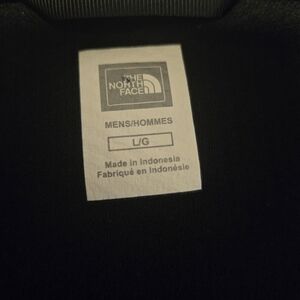 THE
NORTH
FACE
MENS/HOMMES
L/G
Made in Indonesia
Fabriqué en Indonésie